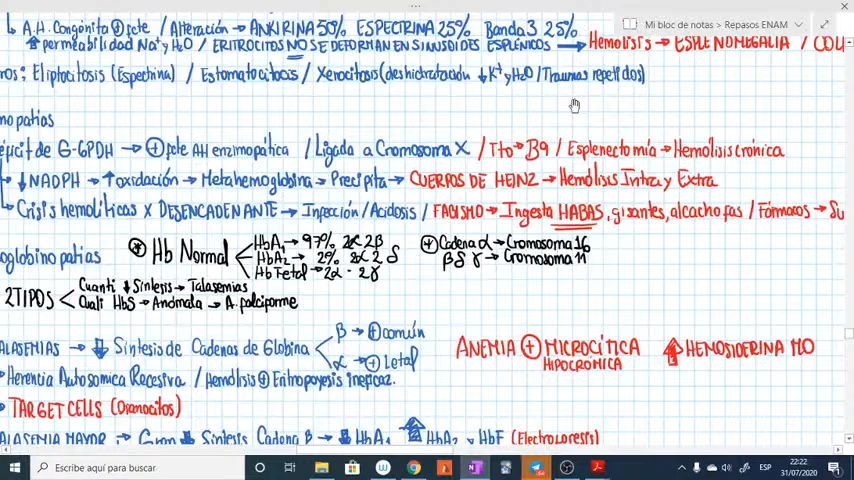 Mi bloc de notas » Repasos ENAM
↳ A.H. Congénita ⊕ fcte / Alteración → ANKIRINA 50% ESPECTRINA 25% Banda 3 25%
↑ permeabilidad Na⁺ y H₂O / ERITROCITOS NO SE DEFORMAN EN SINUSOIDES ESPLÉNICOS → Hemólisis → ESPLENOMEGALIA / COL
ros: Eliptocitosis (Espectina) / Estomatocitosis / Xerocitosis (deshidratación ↓K⁺ y H₂O / Traumas repetidos)
mopatías
éficit de G-6PDH → ⊕ fcte AH enzimopática / Ligada a Cromosoma X / Tto → B9 / Esplenectomía → Hemólisis crónica
↓ NADPH → ↑ oxidación → Metahemoglobina → Precipita → CUERPOS DE HEINZ → Hemólisis Intra y Extra
Crisis hemolíticas x DESENCADENANTE → Infección / Acidosis / FABISMO → Ingesta HABAS, guisantes, alcachofas / Fármacos → Su
oglobinopatías
⊛ Hb Normal
HbA₁ → 97% 2α 2β
HbA₂ → 2% 2α 2 δ
Hb Fetal → 2α - 2γ
⊕ Cadena α → Cromosoma 16
β δ γ → Cromosoma 11
2 TIPOS
Cuanti ↓ Síntesis → Talasemias
Cuali HbS → Anómala → A. falciforme
ALASEMIAS → ↓ Síntesis de Cadenas de Globina
β → ⊕ común
α → ⊕ Letal
ANEMIA ⊕ MICROCÍTICA
HIPOCRÓMICA
↑ HEMOSIDERINA MO
Herencia Autosomica Recesiva / Hemólisis ⊕ Eritropoyesis ineficaz.
TARGET CELLS (Dianocitos)
ALASEMIA MAYOR → Gran ↓ Síntesis Cadena β → ↓ HbA₁ ↑ HbA₂ y HbF (Electroforesis)
Escribe aquí para buscar
ESP
22:22
31/07/2020